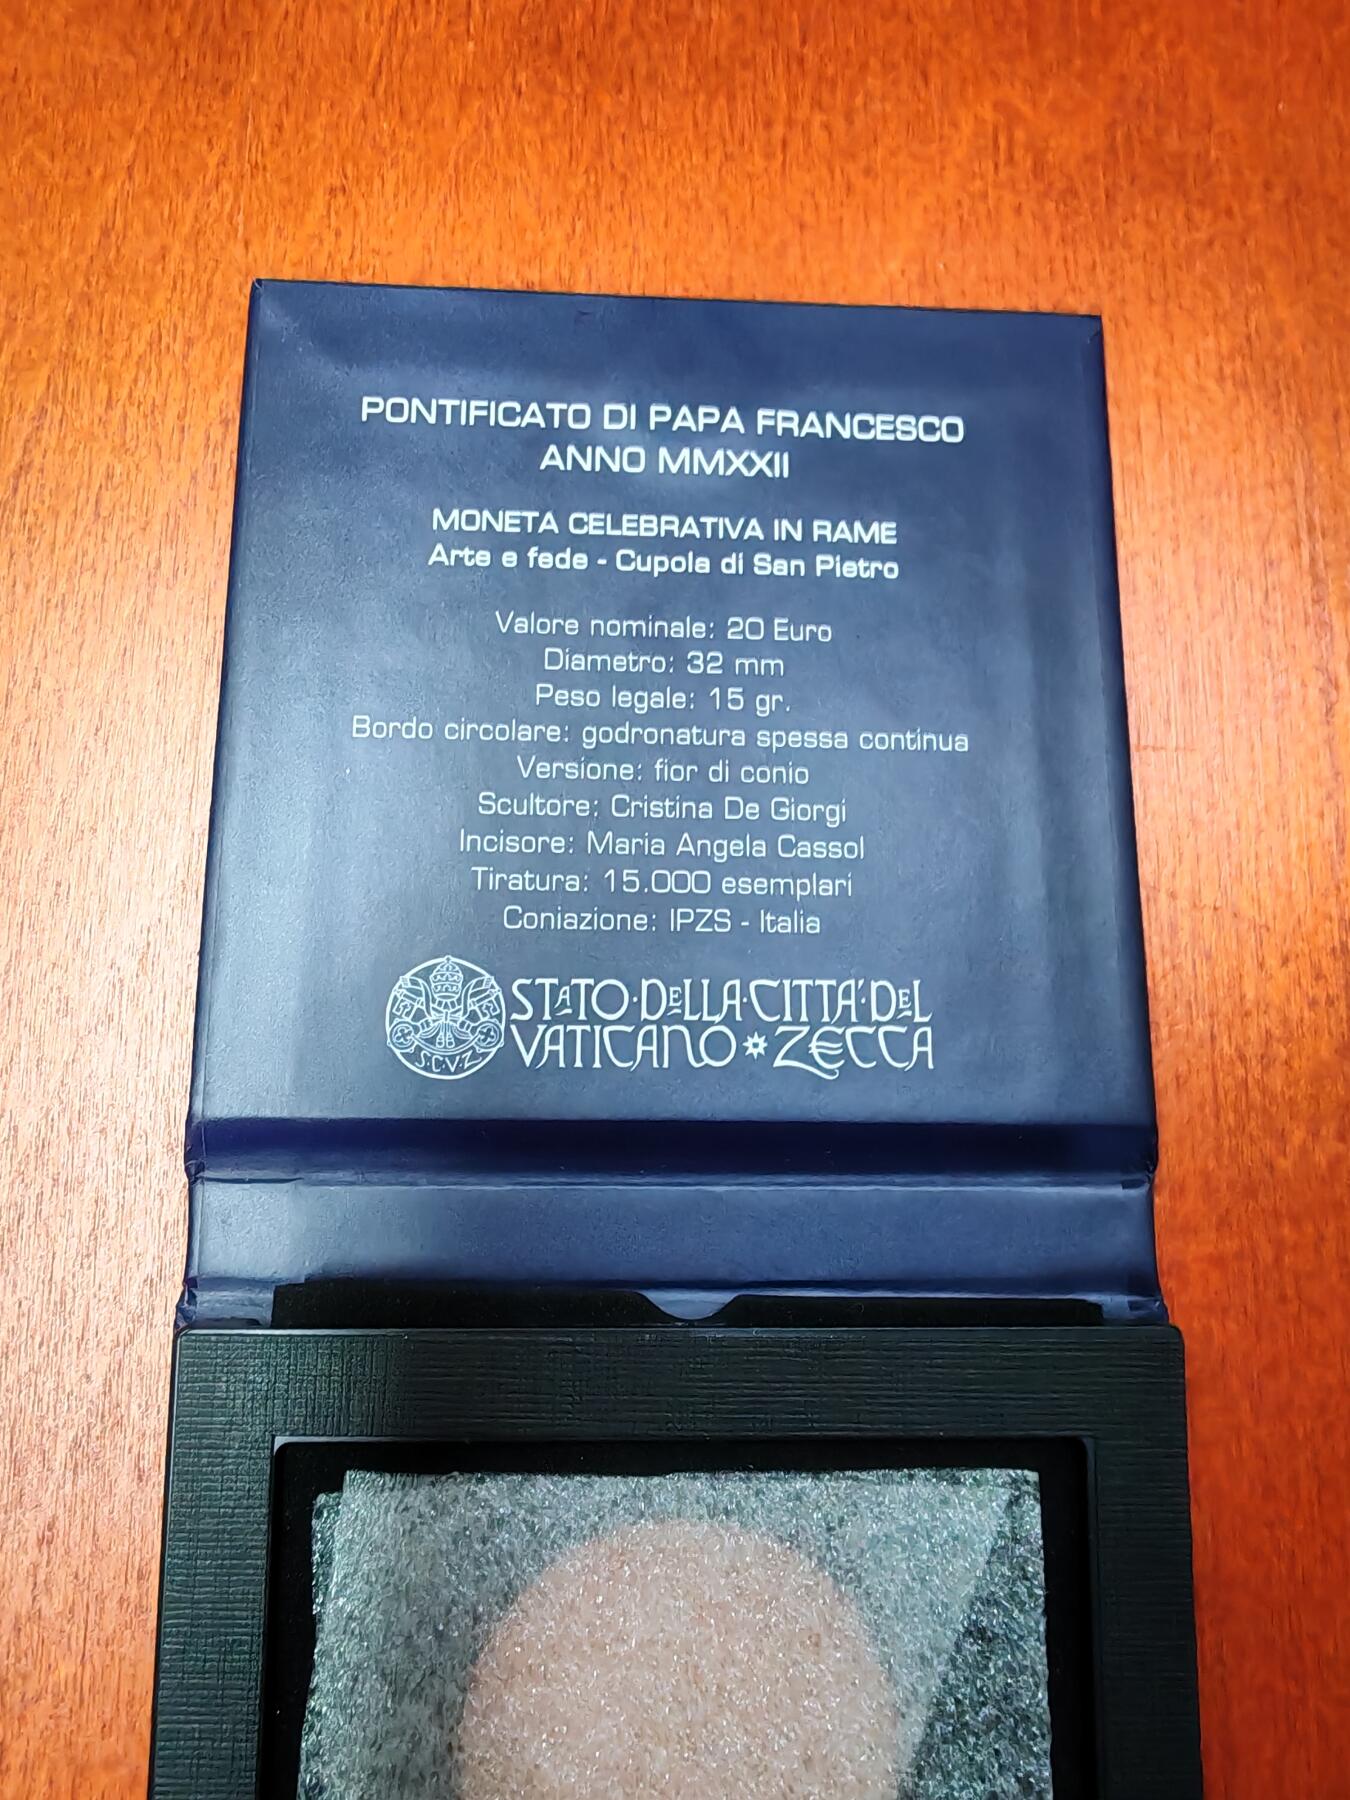 PONTIFICATO DI PAPA FRANCESCO
ANNO MMXXII
MONETA CELEBRATIVA IN RAME
Arte e fede - Cupola di San Pietro
Valore nominale: 20 Euro
Diametro: 32 mm
Peso legale: 15 gr.
Bordo circolare: godronatura spessa continua
Versione: fior di conio
Scultore: Cristina De Giorgi
Incisore: Maria Angela Cassol
Tiratura: 15.000 esemplari
Coniazione: IPZS - Italia
S.C.V.Z
STATO·DELLA·CITTA'·DEL
VATICANO * ZECCA